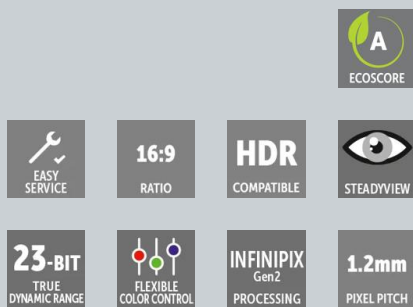 A
ECOSCORE
EASY
SERVICE
16:9
RATIO
HDR
COMPATIBLE
STEADYVIEW
23-BIT
TRUE
DYNAMIC RANGE
FLEXIBLE
COLOR CONTROL
INFINIPIX
Gen2
PROCESSING
1.2mm
PIXEL PITCH